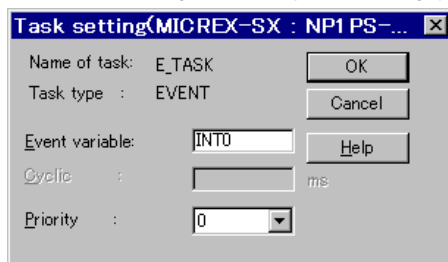 Task setting(MICREX-SX : NP1PS-...
Name of task: E_TASK
OK
Task type : EVENT
Cancel
Event variable: INT0
Help
Cyclic : ms
Priority : 0